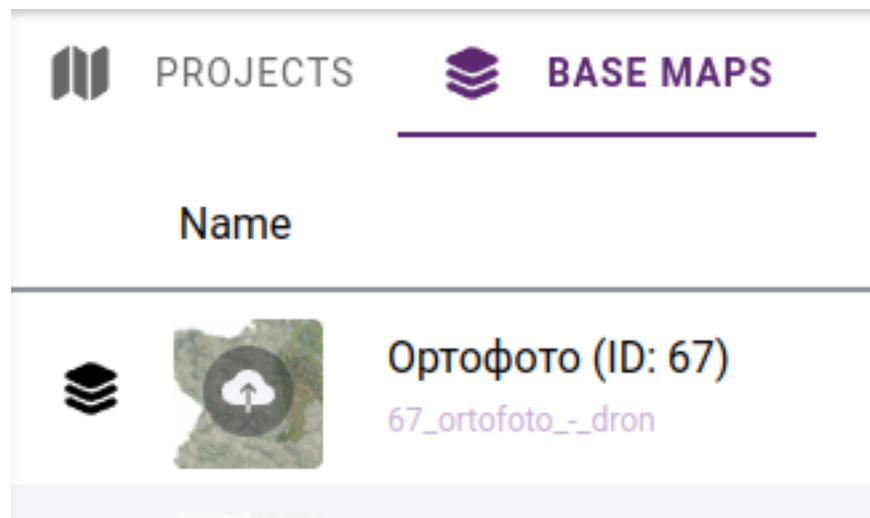 PROJECTS BASE MAPS
Name
Ортофото (ID: 67)
67_ortofoto_-_dron